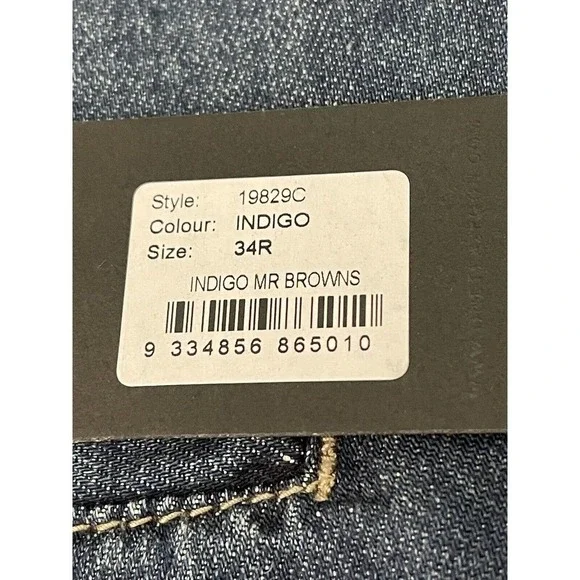 Style: 19829C
Colour: INDIGO
Size: 34R
INDIGO MR BROWNS
9 334856 865010